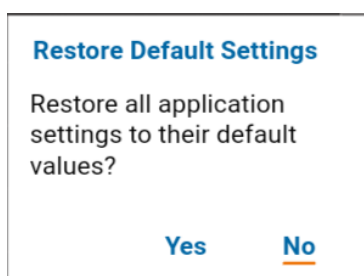 Restore Default Settings
Restore all application
settings to their default
values?
Yes No